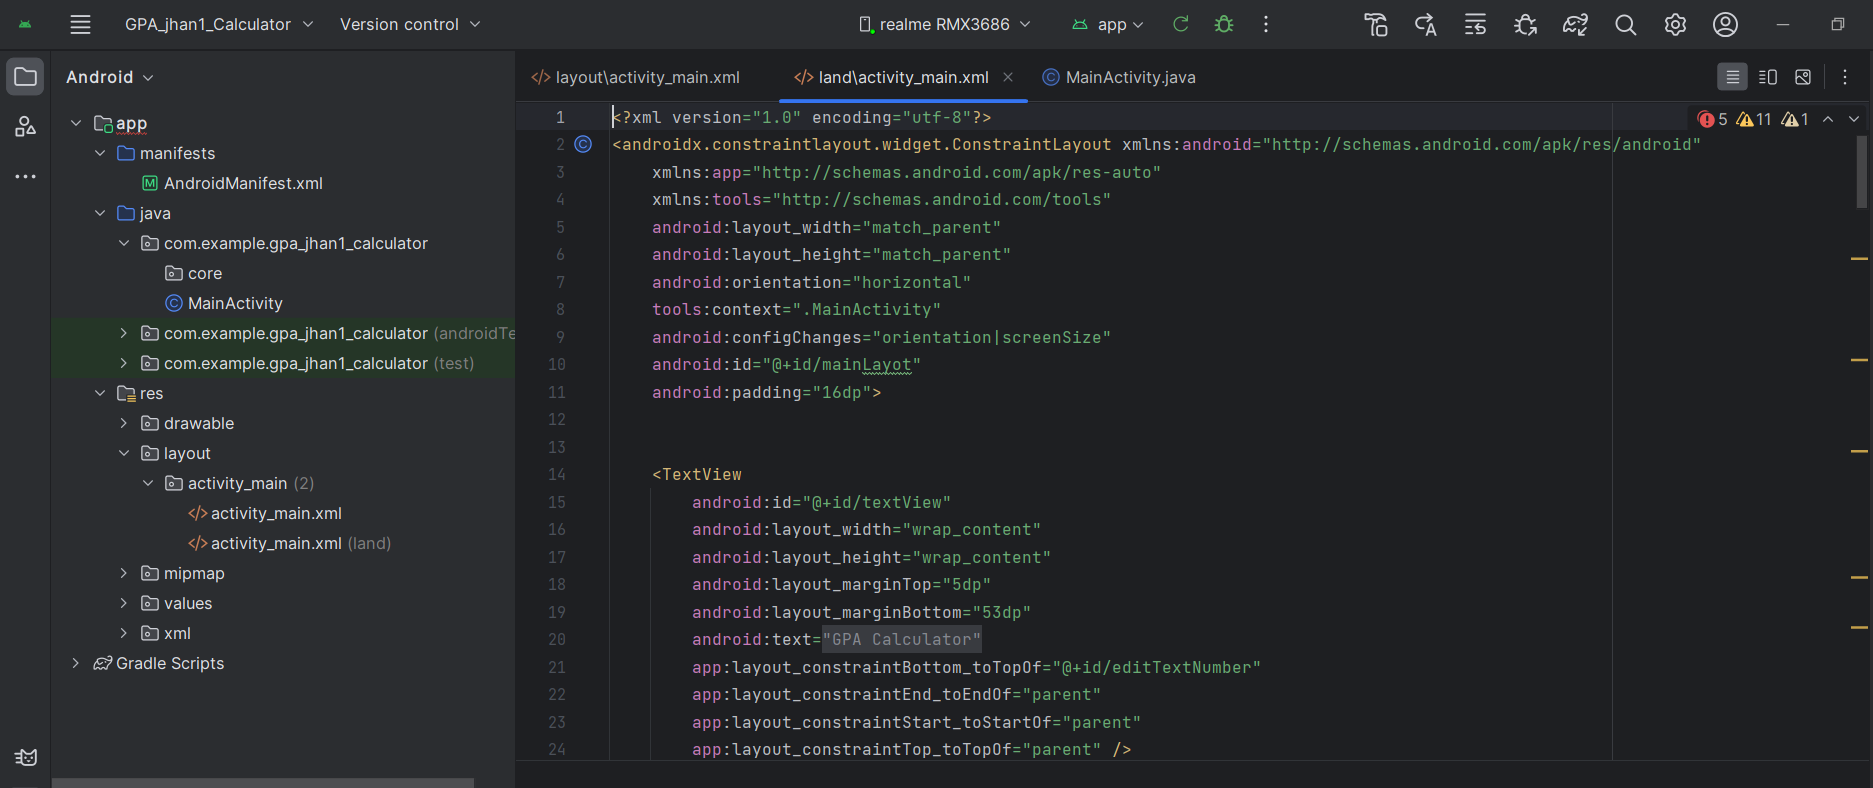 GPA_jhan1_Calculator Version control realme RMX3686 app
Android
app
manifests
AndroidManifest.xml
java
com.example.gpa_jhan1_calculator
core
MainActivity
com.example.gpa_jhan1_calculator (androidTe
com.example.gpa_jhan1_calculator (test)
res
drawable
layout
activity_main (2)
activity_main.xml
activity_main.xml (land)
mipmap
values
xml
Gradle Scripts
layout\activity_main.xml land\activity_main.xml MainActivity.java
5 11 1
1 <?xml version="1.0" encoding="utf-8"?>
2 <androidx.constraintlayout.widget.ConstraintLayout xmlns:android="http://schemas.android.com/apk/res/android"
3 xmlns:app="http://schemas.android.com/apk/res-auto"
4 xmlns:tools="http://schemas.android.com/tools"
5 android:layout_width="match_parent"
6 android:layout_height="match_parent"
7 android:orientation="horizontal"
8 tools:context=".MainActivity"
9 android:configChanges="orientation|screenSize"
10 android:id="@+id/mainLayot"
11 android:padding="16dp">
12
13
14 <TextView
15 android:id="@+id/textView"
16 android:layout_width="wrap_content"
17 android:layout_height="wrap_content"
18 android:layout_marginTop="5dp"
19 android:layout_marginBottom="53dp"
20 android:text="GPA Calculator"
21 app:layout_constraintBottom_toTopOf="@+id/editTextNumber"
22 app:layout_constraintEnd_toEndOf="parent"
23 app:layout_constraintStart_toStartOf="parent"
24 app:layout_constraintTop_toTopOf="parent" />